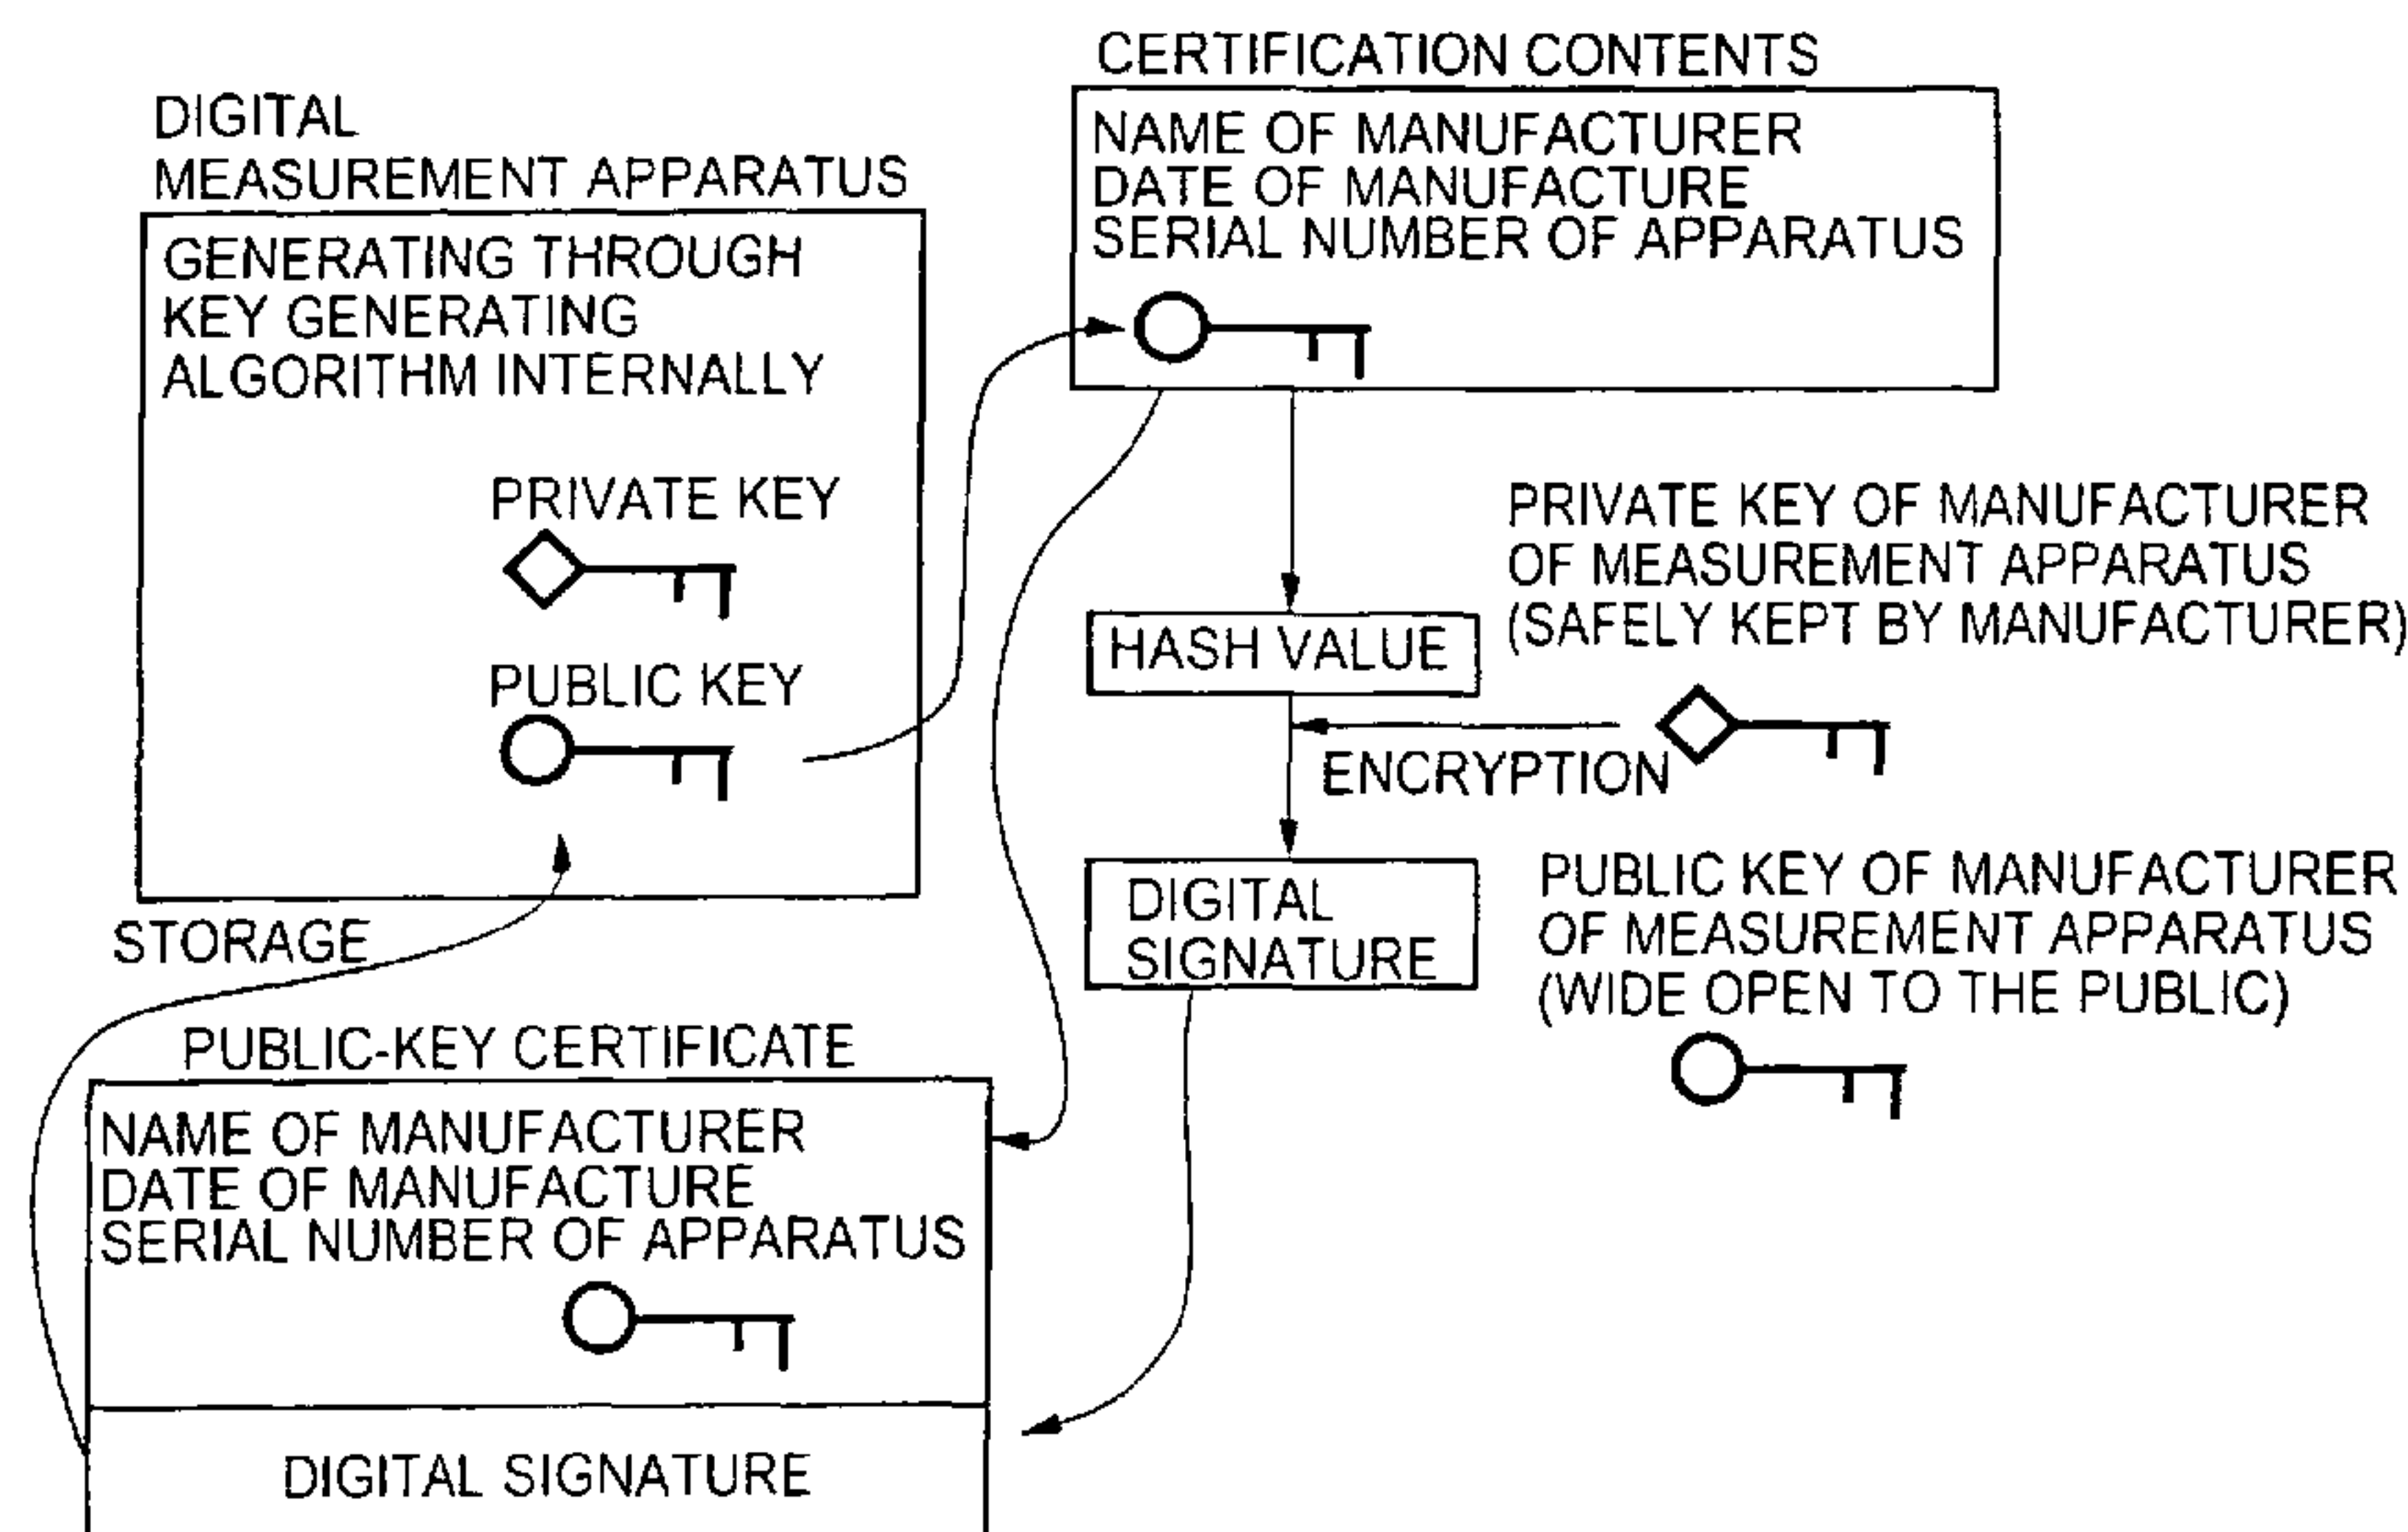 CERTIFICATION CONTENTS
NAME OF MANUFACTURER
DATE OF MANUFACTURE
SERIAL NUMBER OF APPARATUS
DIGITAL
MEASUREMENT APPARATUS
GENERATING THROUGH
KEY GENERATING
ALGORITHM INTERNALLY
PRIVATE KEY
PUBLIC KEY
STORAGE
HASH VALUE
PRIVATE KEY OF MANUFACTURER
OF MEASUREMENT APPARATUS
(SAFELY KEPT BY MANUFACTURER)
ENCRYPTION
DIGITAL
SIGNATURE
PUBLIC KEY OF MANUFACTURER
OF MEASUREMENT APPARATUS
(WIDE OPEN TO THE PUBLIC)
PUBLIC-KEY CERTIFICATE
NAME OF MANUFACTURER
DATE OF MANUFACTURE
SERIAL NUMBER OF APPARATUS
DIGITAL SIGNATURE